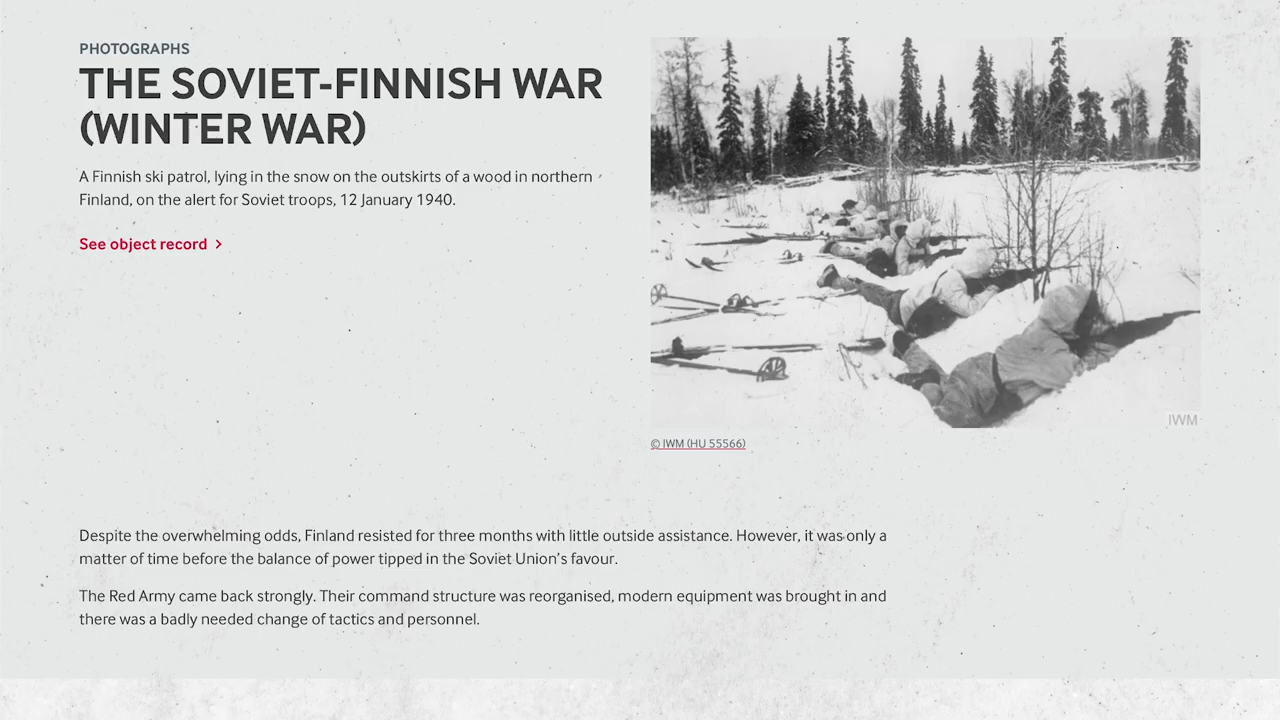 PHOTOGRAPHS
THE SOVIET-FINNISH WAR
(WINTER WAR)
A Finnish ski patrol, lying in the snow on the outskirts of a wood in northern
Finland, on the alert for Soviet troops, 12 January 1940.
See object record
IWM
© IWM (HU 55566)
Despite the overwhelming odds, Finland resisted for three months with little outside assistance. However, it was only a
matter of time before the balance of power tipped in the Soviet Union's favour.
The Red Army came back strongly. Their command structure was reorganised, modern equipment was brought in and
there was a badly needed change of tactics and personnel.